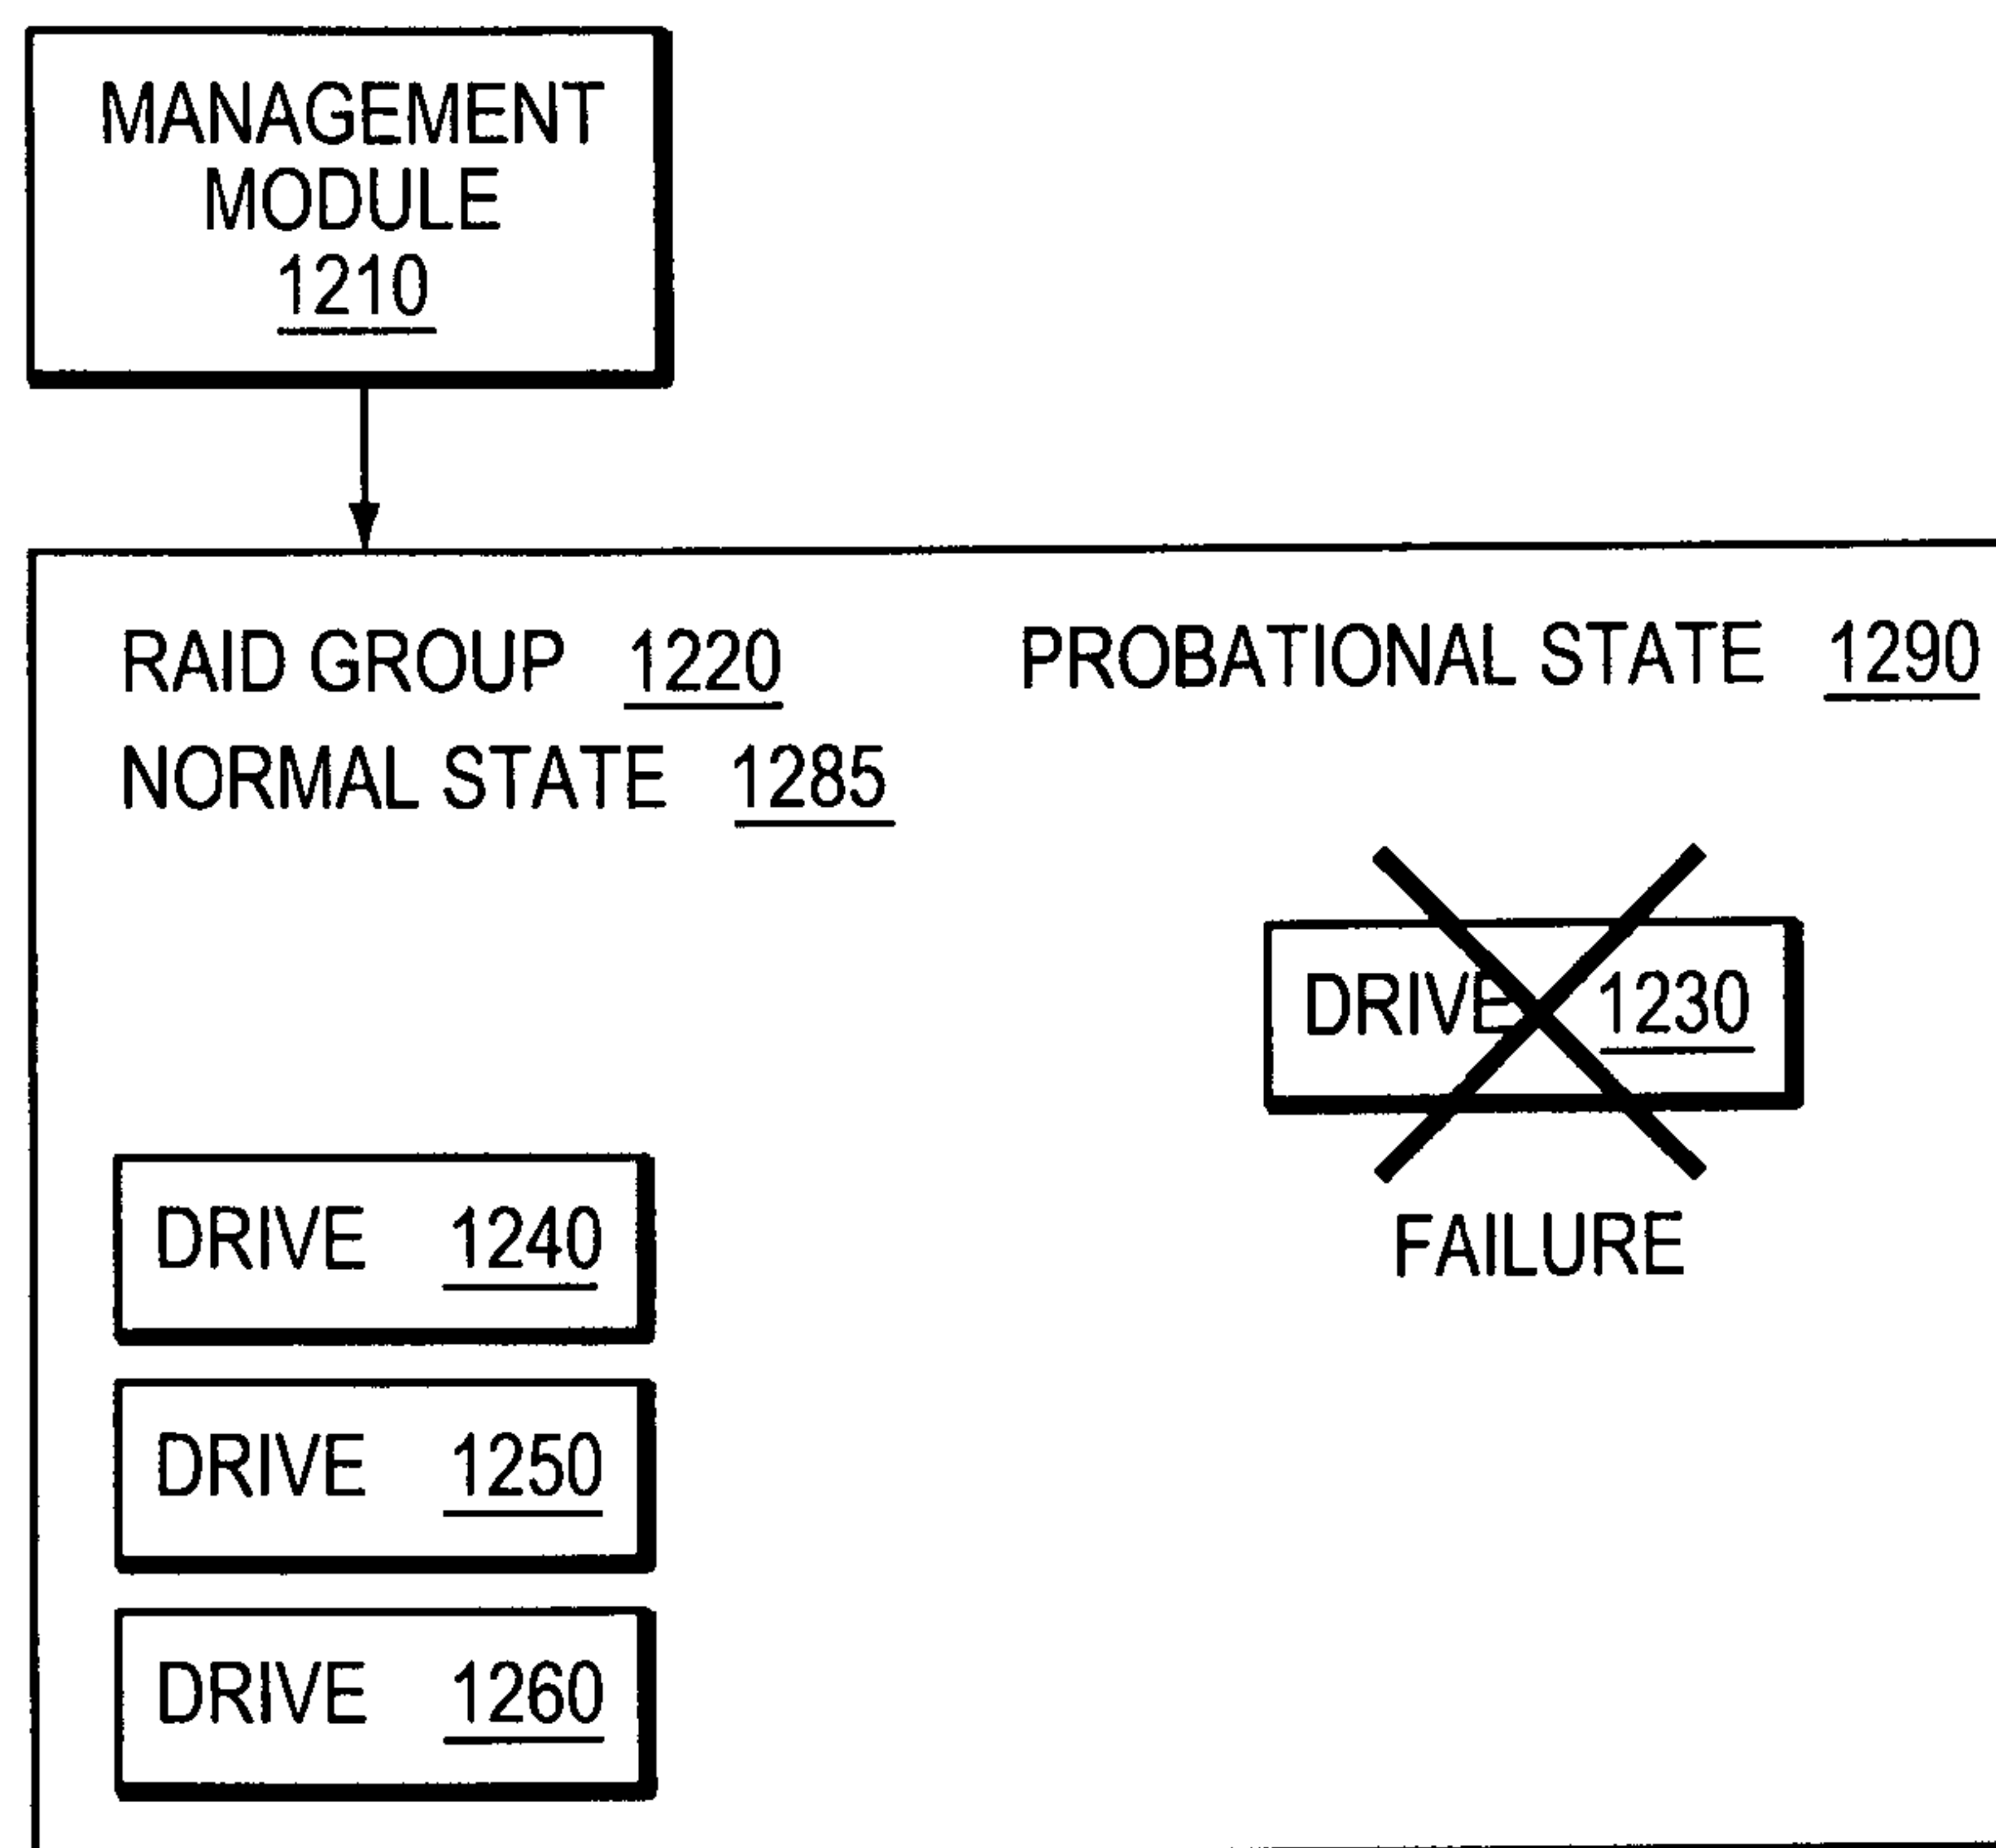 MANAGEMENT
MODULE
1210
RAID GROUP 1220
PROBATIONAL STATE 1290
NORMAL STATE 1285
DRIVE 1230
FAILURE
DRIVE 1240
DRIVE 1250
DRIVE 1260